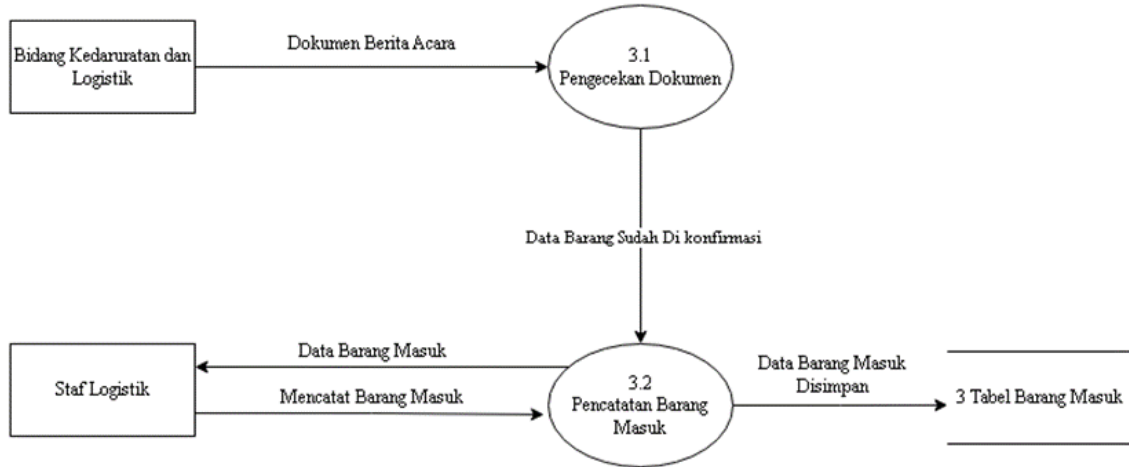 Dokumen Berita Acara
Bidang Kedaruratan dan
Logistik
3.1
Pengecekan Dokumen
Data Barang Sudah Di konfirmasi
Data Barang Masuk
Staf Logistik
Mencatat Barang Masuk
3.2
Pencatatan Barang
Masuk
Data Barang Masuk
Disimpan
3 Tabel Barang Masuk